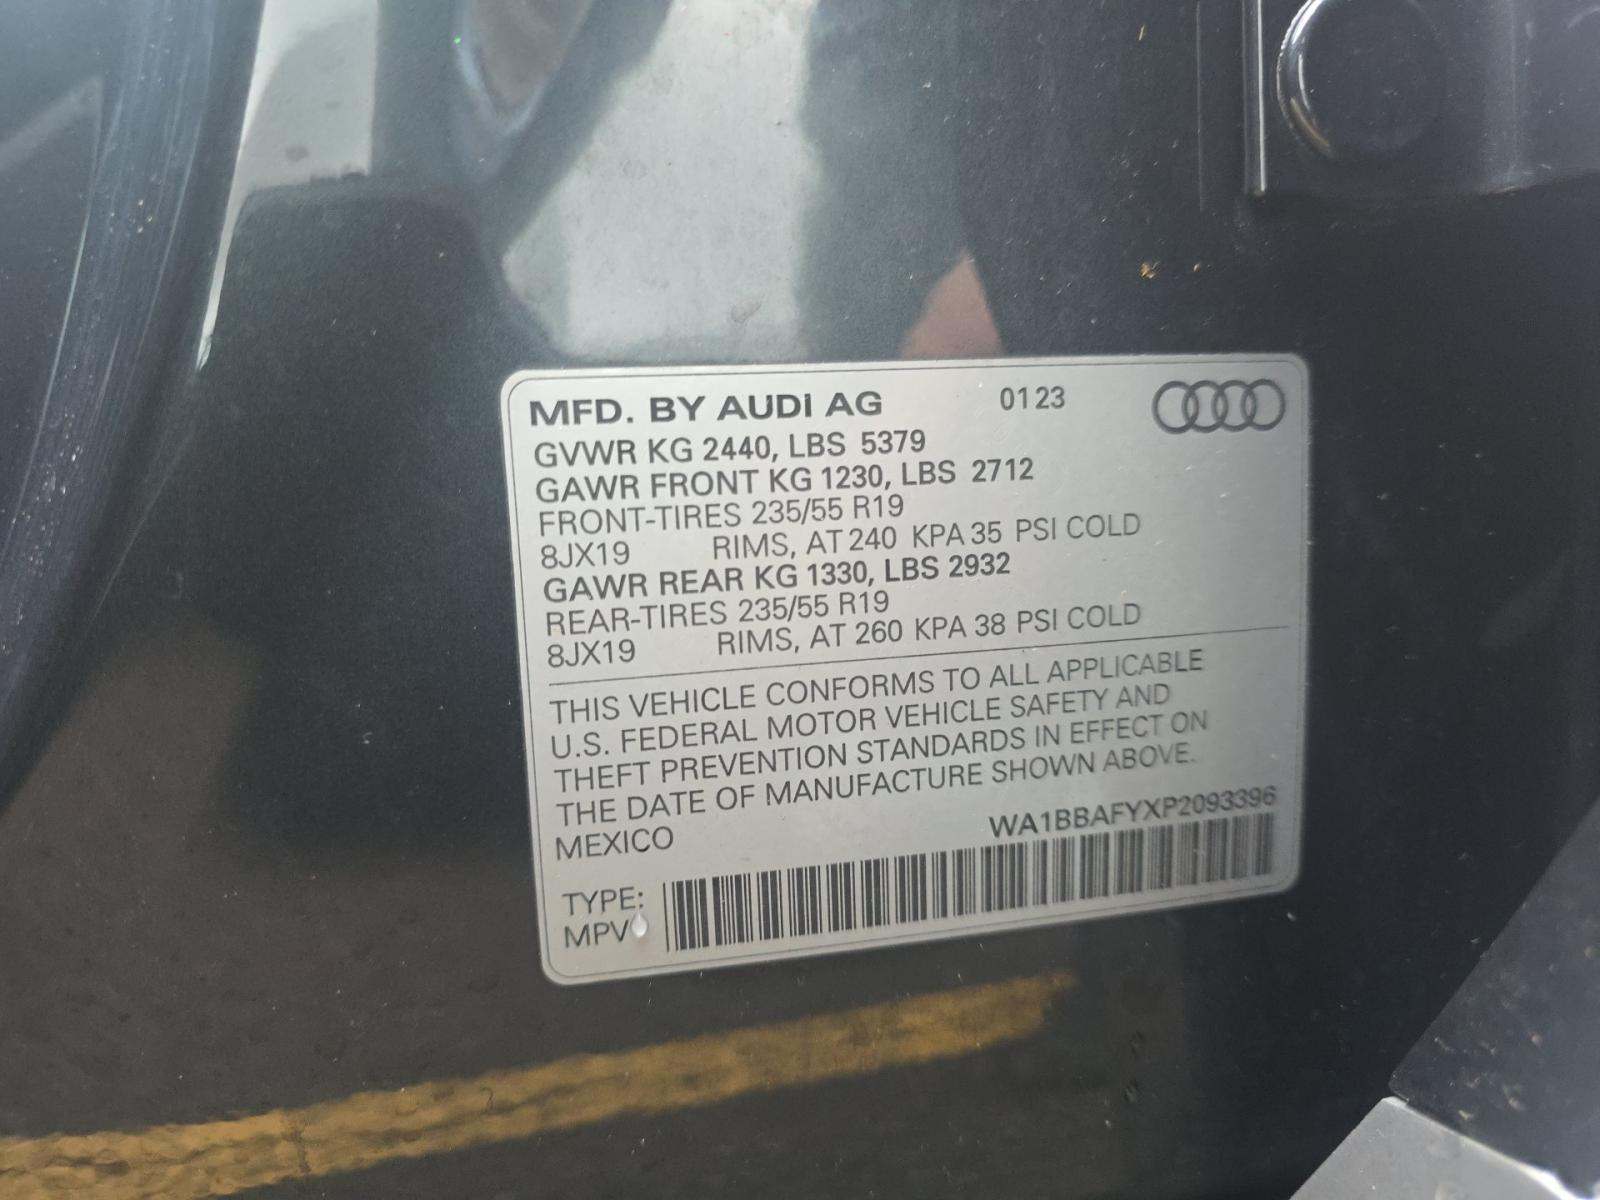 MFD. BY AUDI AG 0123
GVWR KG 2440, LBS 5379
GAWR FRONT KG 1230, LBS 2712
FRONT-TIRES 235/55 R19
8JX19 RIMS, AT 240 KPA 35 PSI COLD
GAWR REAR KG 1330, LBS 2932
REAR-TIRES 235/55 R19
8JX19 RIMS, AT 260 KPA 38 PSI COLD
THIS VEHICLE CONFORMS TO ALL APPLICABLE
U.S. FEDERAL MOTOR VEHICLE SAFETY AND
THEFT PREVENTION STANDARDS IN EFFECT ON
THE DATE OF MANUFACTURE SHOWN ABOVE.
MEXICO WA1BBAFYXP2093396
TYPE:
MPV